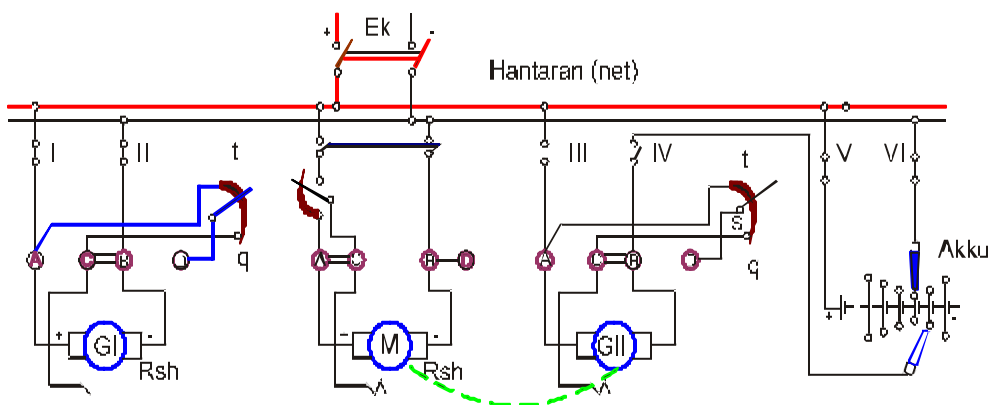 + Ek -
Hantaran (net)
I II t III IV t V VI
s
A C B q A C H D A q
Akku
+ -
+ GI - − M - GII
Rsh Rsh